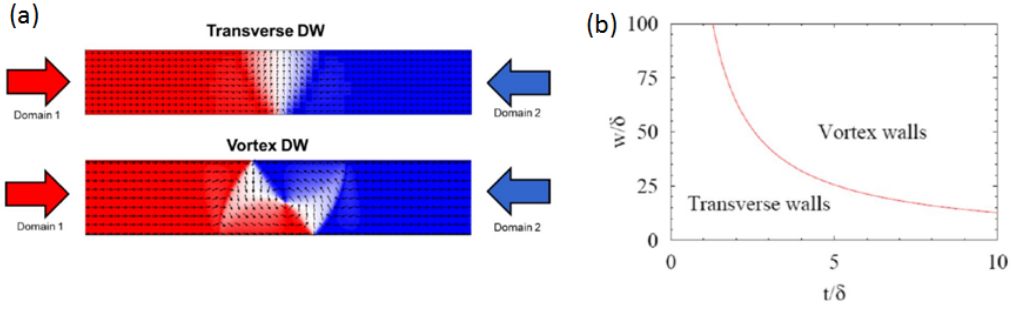 (a)
Transverse DW
Domain 1
Domain 2
Vortex DW
Domain 1
Domain 2
(b)
100
75
50
25
0
w/δ
Vortex walls
Transverse walls
0
5
10
t/δ